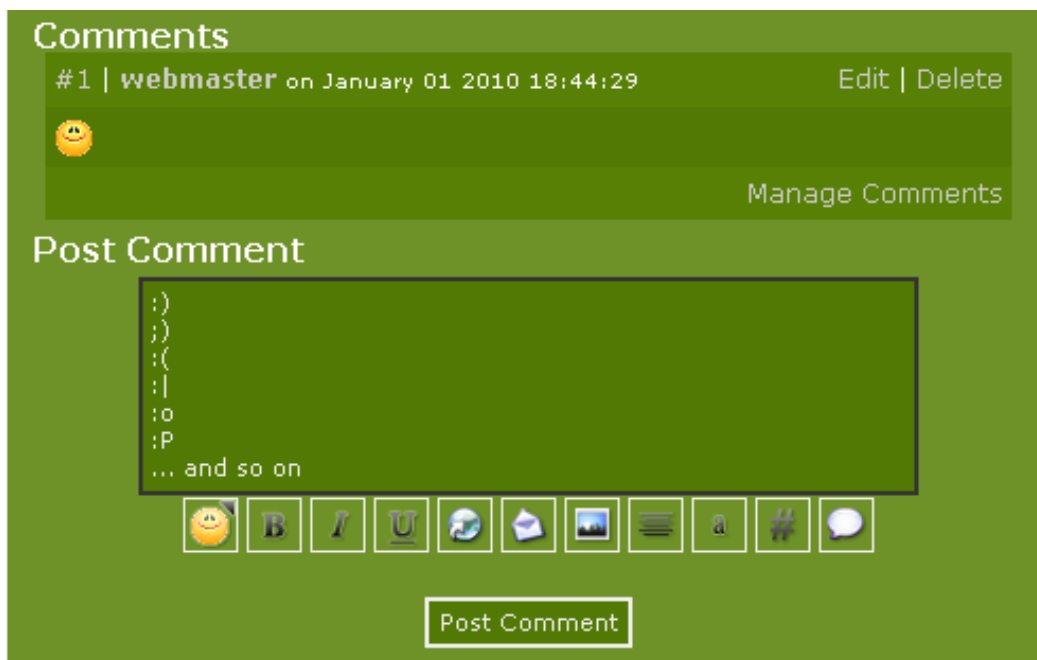 Comments
#1 | webmaster on January 01 2010 18:44:29 Edit | Delete
Manage Comments
Post Comment
:)
;)
:(
:|
:o
:P
... and so on
B I U a #
Post Comment